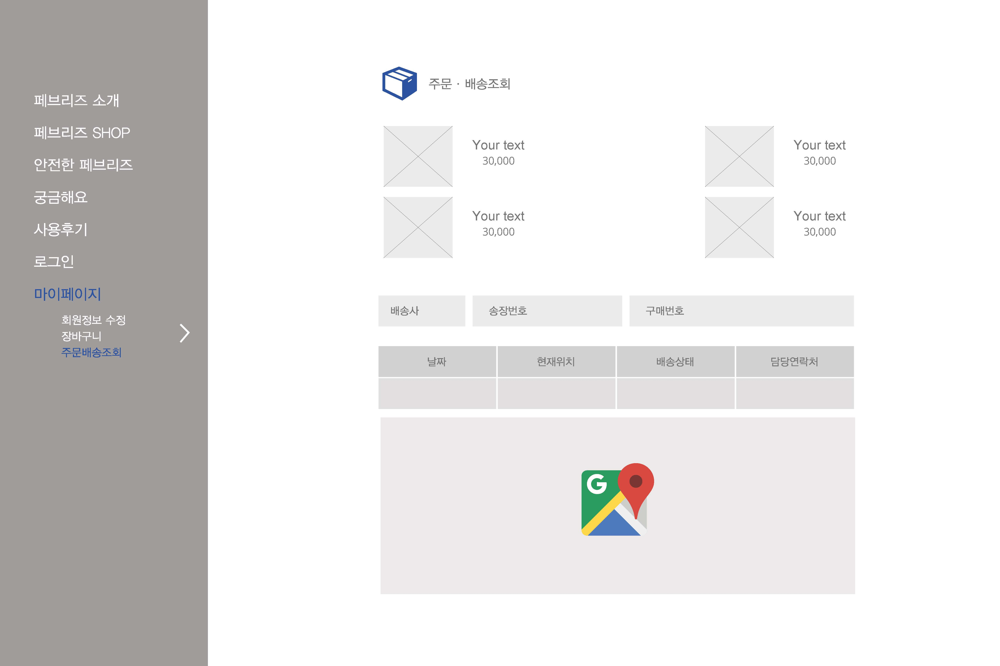 페브리즈 소개
페브리즈 SHOP
안전한 페브리즈
궁금해요
사용후기
로그인
마이페이지
회원정보 수정
장바구니
주문배송조회
주문 · 배송조회
Your text
30,000
Your text
30,000
Your text
30,000
Your text
30,000
배송사 송장번호 구매번호
날짜 현재위치 배송상태 담당연락처
G